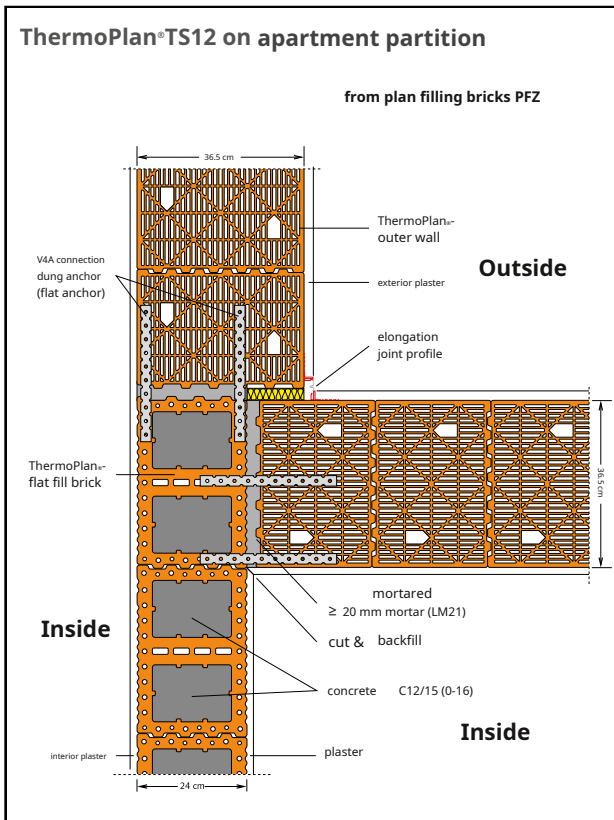 ThermoPlan®TS12 on apartment partition
from plan filling bricks PFZ
36.5 cm
ThermoPlan®-
outer wall
V4A connection
dung anchor
(flat anchor)
Outside
exterior plaster
elongation
joint profile
ThermoPlan®-
flat fill brick
36.5 cm
mortared
≥ 20 mm mortar (LM21)
Inside
cut & backfill
concrete C12/15 (0-16)
Inside
interior plaster
plaster
24 cm